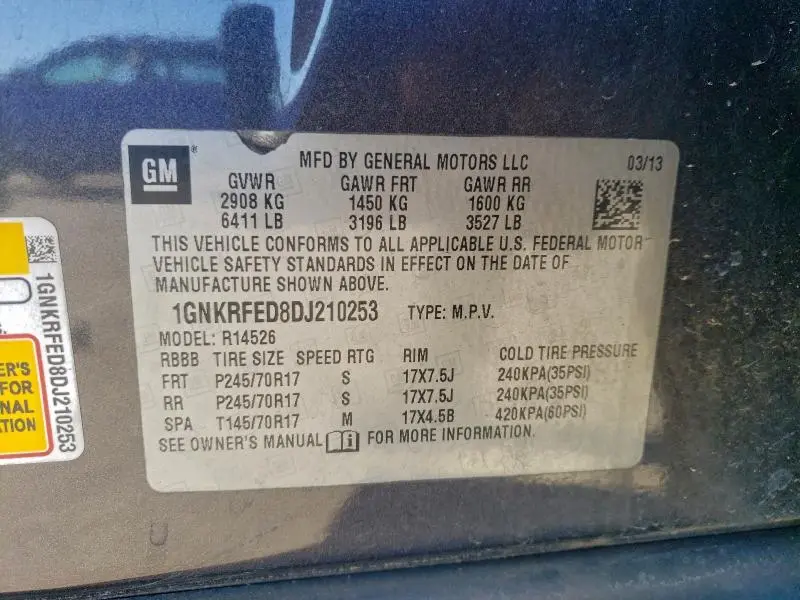 GM
MFD BY GENERAL MOTORS LLC 03/13
GVWR GAWR FRT GAWR RR
2908 KG 1450 KG 1600 KG
6411 LB 3196 LB 3527 LB
THIS VEHICLE CONFORMS TO ALL APPLICABLE U.S. FEDERAL MOTOR
VEHICLE SAFETY STANDARDS IN EFFECT ON THE DATE OF
MANUFACTURE SHOWN ABOVE.
1GNKRFED8DJ210253 TYPE: M.P.V.
MODEL: R14526
RBBB TIRE SIZE SPEED RTG RIM COLD TIRE PRESSURE
FRT P245/70R17 S 17X7.5J 240KPA(35PSI)
RR P245/70R17 S 17X7.5J 240KPA(35PSI)
SPA T145/70R17 M 17X4.5B 420KPA(60PSI)
SEE OWNER'S MANUAL FOR MORE INFORMATION.
1GNKRFED8DJ210253
ER'S
FOR
NAL
TION